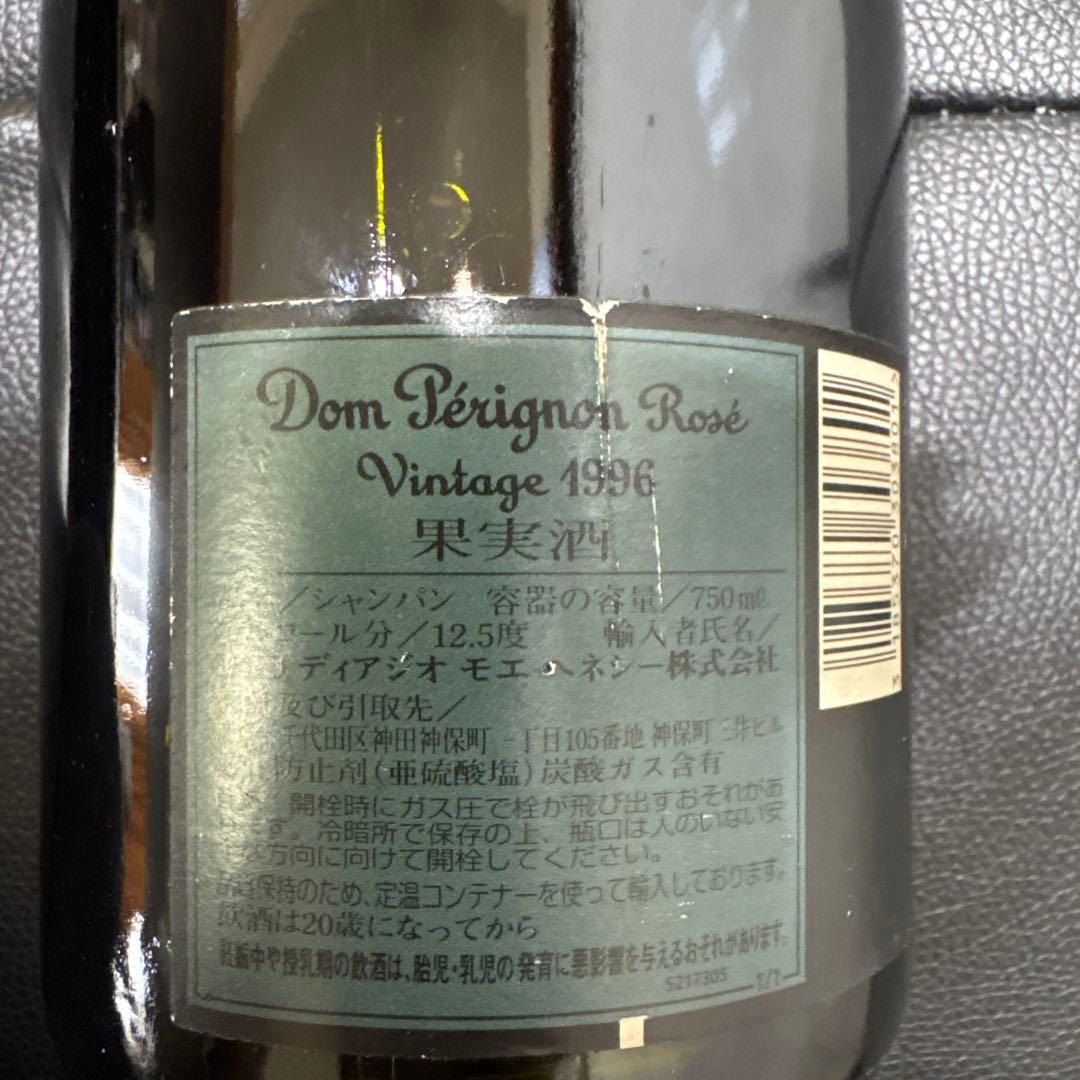 Dom Pérignon Rosé
Vintage 1996
果実酒
／シャンパン 容器の容量／750mℓ
ール分／12.5度 輸入者氏名／
ディアジオ モエ ヘネシー株式会社
及び引取先／
千代田区神田神保町一丁目105番地 神保町三井ビル
防止剤(亜硫酸塩)炭酸ガス含有
開栓時にガス圧で栓が飛び出すおそれがあ
ます。冷暗所で保存の上、瓶口は人のいない安
な方向に向けて開栓してください。
品質保持のため、定温コンテナーを使って輸入しております。
飲酒は20歳になってから
妊娠中や授乳期の飲酒は、胎児・乳児の発育に悪影響を与えるおそれがあります。
5217305 1/1
3 185370 303801